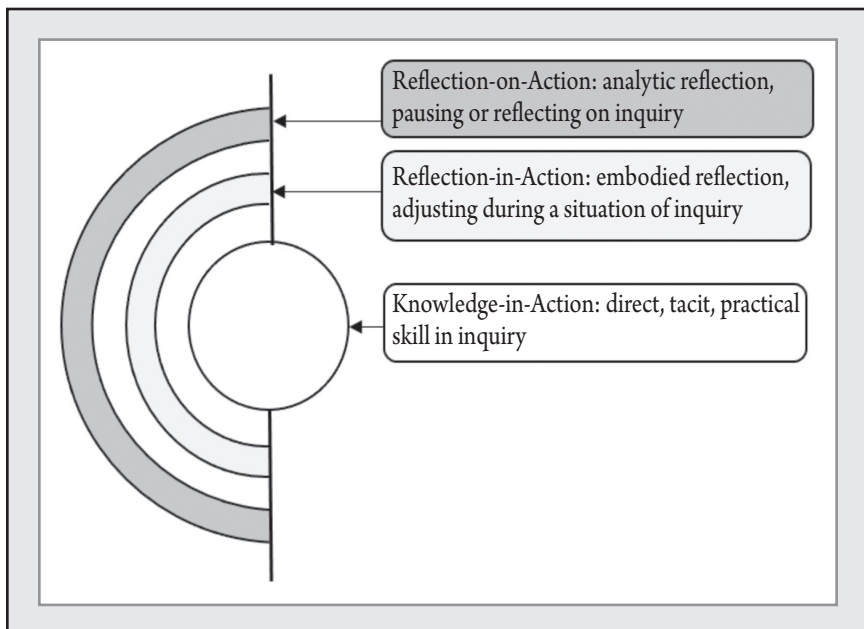 Reflection-on-Action: analytic reflection,
pausing or reflecting on inquiry
Reflection-in-Action: embodied reflection,
adjusting during a situation of inquiry
Knowledge-in-Action: direct, tacit, practical
skill in inquiry